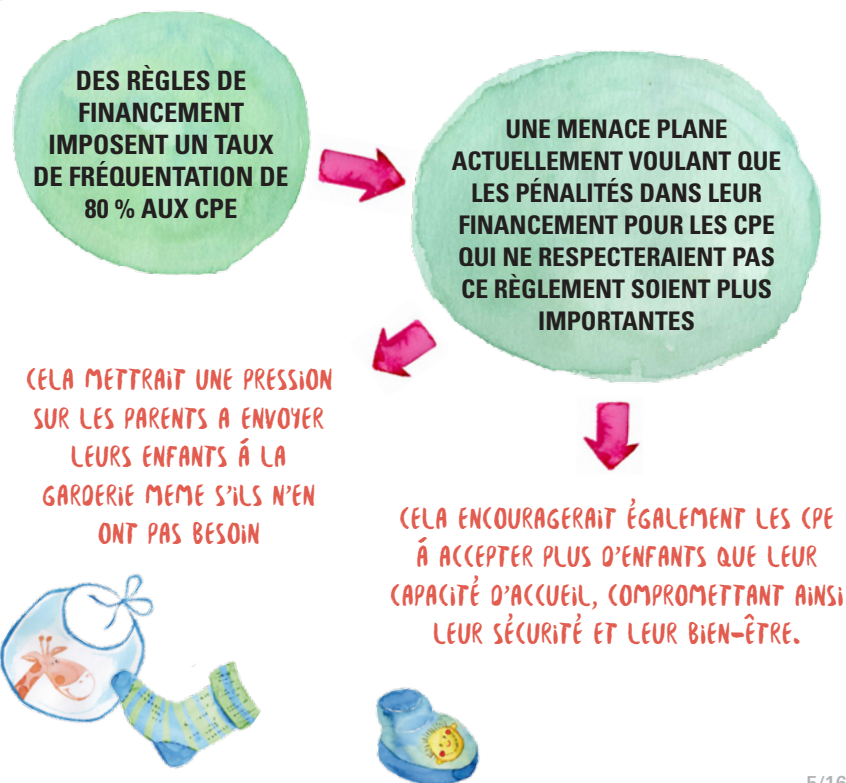 DES RÈGLES DE
FINANCEMENT
IMPOSENT UN TAUX
DE FRÉQUENTATION DE
80 % AUX CPE
UNE MENACE PLANE
ACTUELLEMENT VOULANT QUE
LES PÉNALITÉS DANS LEUR
FINANCEMENT POUR LES CPE
QUI NE RESPECTERAIENT PAS
CE RÈGLEMENT SOIENT PLUS
IMPORTANTES
CELA METTRAIT UNE PRESSION
SUR LES PARENTS A ENVOYER
LEURS ENFANTS Á LA
GARDERIE MEME S'ILS N'EN
ONT PAS BESOIN
CELA ENCOURAGERAIT ÉGALEMENT LES CPE
Á ACCEPTER PLUS D'ENFANTS QUE LEUR
CAPACITÉ D'ACCUEIL, COMPROMETTANT AINSI
LEUR SÉCURITÉ ET LEUR BIEN-ÊTRE.
5/16